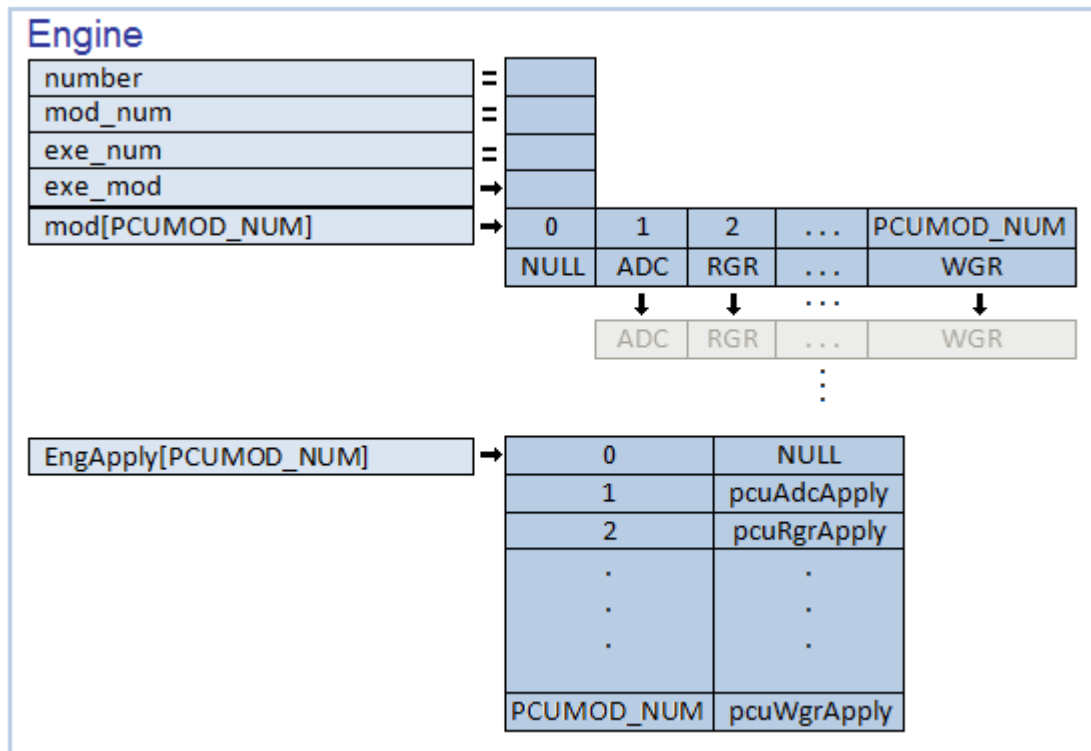 Engine
number =
mod_num =
exe_num =
exe_mod
mod[PCUMOD_NUM] 0 1 2 ... PCUMOD_NUM
NULL ADC RGR ... WGR
...
ADC RGR ... WGR
EngApply[PCUMOD_NUM] 0 NULL
1 pcuAdcApply
2 pcuRgrApply
. .
. .
. .
PCUMOD_NUM pcuWgrApply